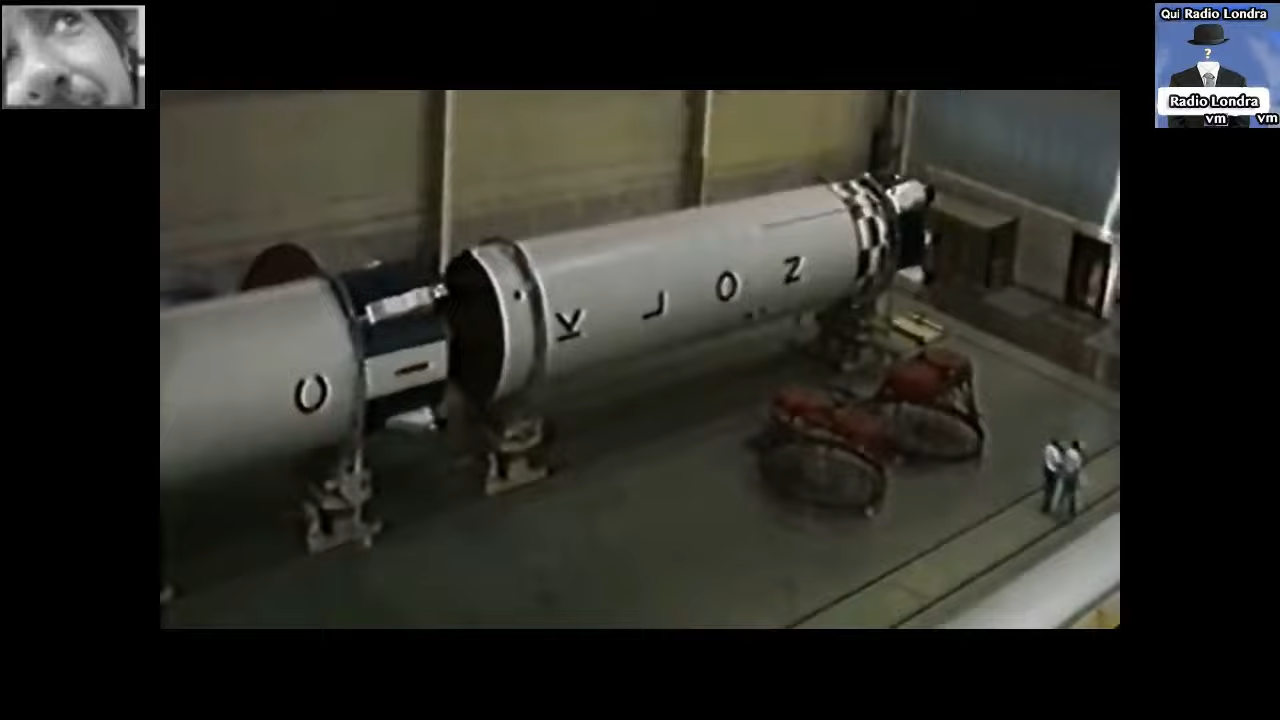 Qui Radio Londra
?
Radio Londra
vm vm
O
K J O N